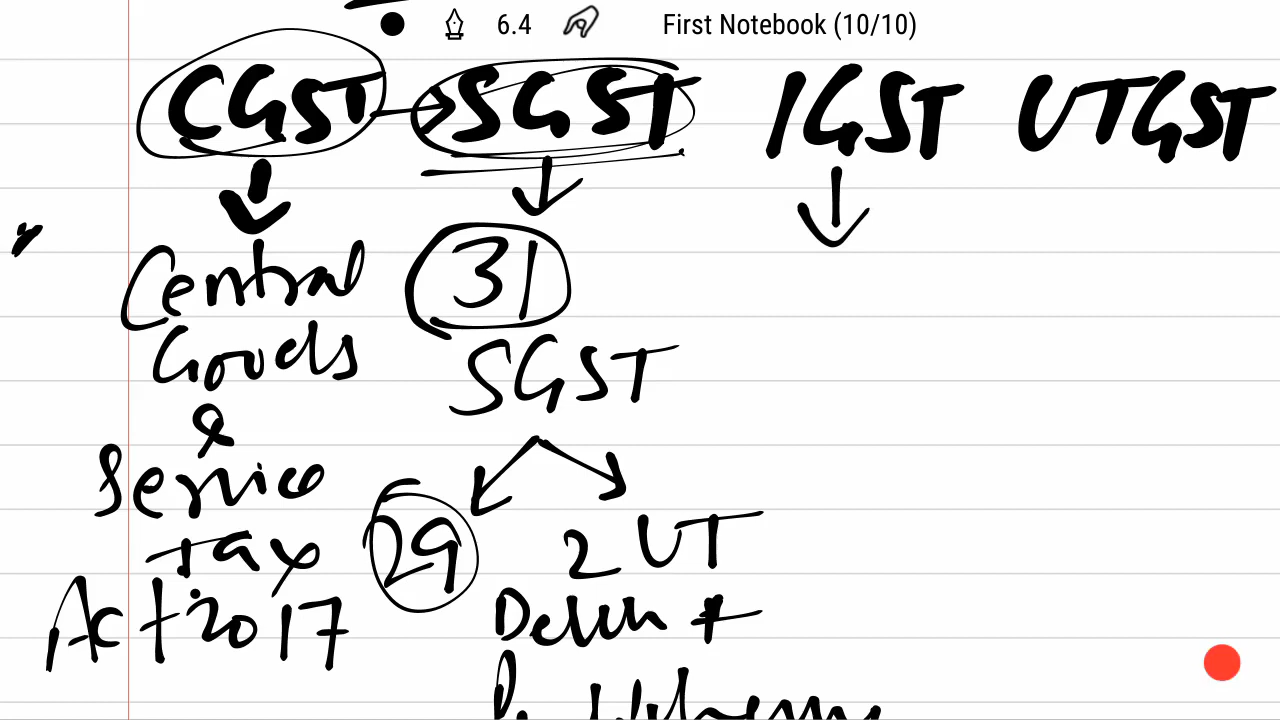 6.4 First Notebook (10/10)
CGST → SGST IGST UTGST
Central
Goods
&
Service
Tax
Act 2017
31
SGST
29 2 UT
Delhi +